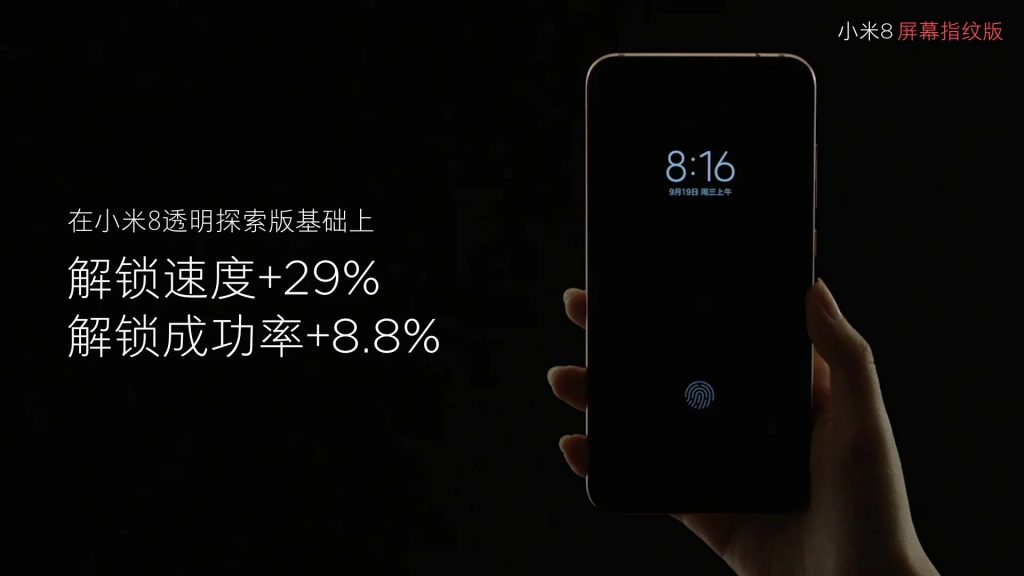 小米8 屏幕指纹版
在小米8透明探索版基础上
解锁速度+29%
解锁成功率+8.8%
8:16
9月19日 周三上午